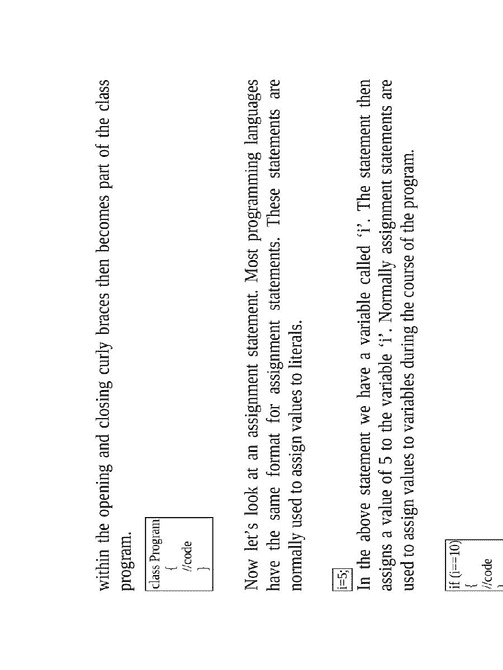 within the opening and closing curly braces then becomes part of the class
program.
class Program
{
//code
}
Now let's look at an assignment statement. Most programming languages
have the same format for assignment statements. These statements are
normally used to assign values to literals.
i=5;
In the above statement we have a variable called ‘i’. The statement then
assigns a value of 5 to the variable ‘i’. Normally assignment statements are
used to assign values to variables during the course of the program.
if (i==10)
{
//code